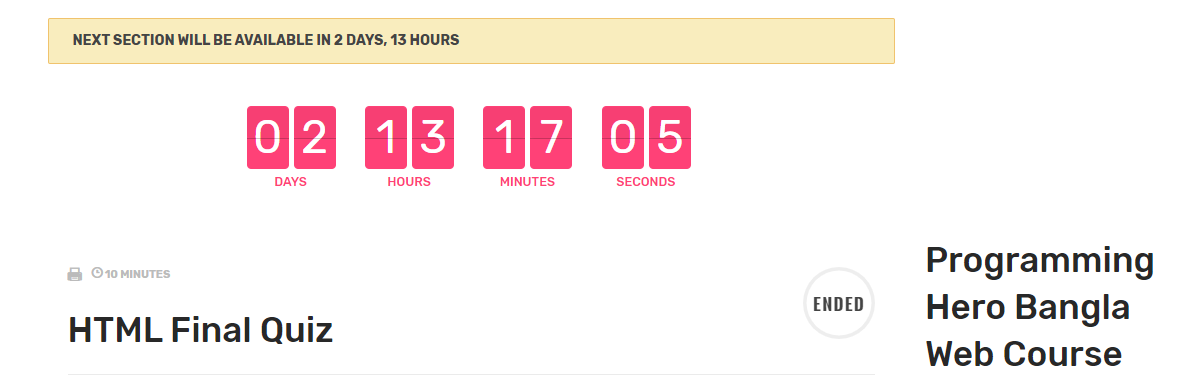 NEXT SECTION WILL BE AVAILABLE IN 2 DAYS, 13 HOURS
02 13 17 05
DAYS HOURS MINUTES SECONDS
10 MINUTES
ENDED
HTML Final Quiz
Programming
Hero Bangla
Web Course